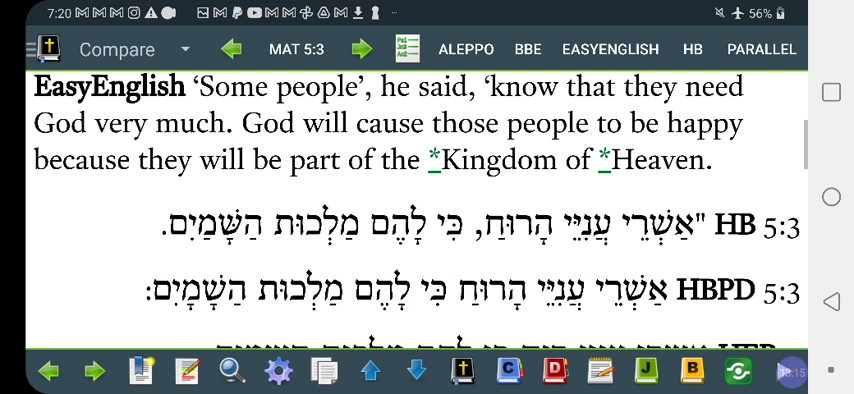 7:20 56%
Compare MAT 5:3 ALEPPO BBE EASYENGLISH HB PARALLEL
EasyEnglish ‘Some people’, he said, ‘know that they need
God very much. God will cause those people to be happy
because they will be part of the *Kingdom of *Heaven.
5:3 HB "אַשְׁרֵי עֲנִיֵּי הָרוּחַ, כִּי לָהֶם מַלְכוּת הַשָּׁמַיִם.
5:3 HBPD אַשְׁרֵי עֲנִיֵּי הָרוּחַ כִּי לָהֶם מַלְכוּת הַשָּׁמָיִם:
C D J B 18:15